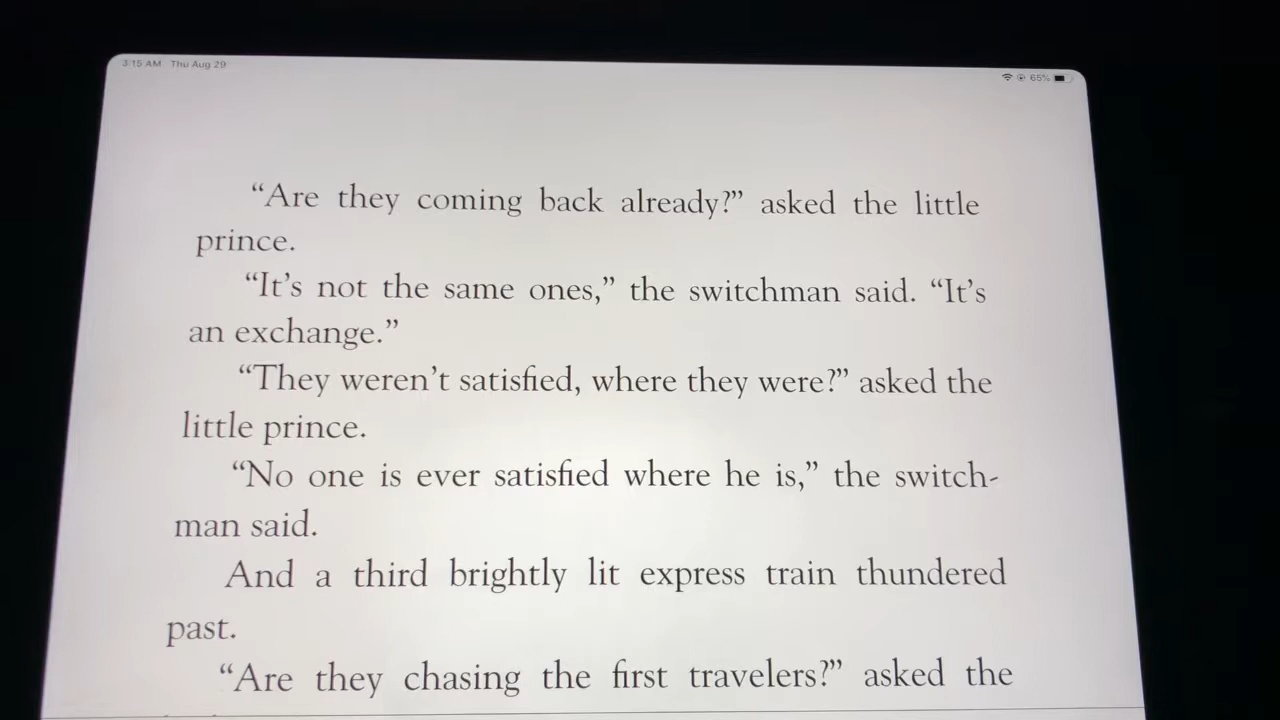 3:15 AM Thu Aug 29
65%
“Are they coming back already?” asked the little
prince.
“It’s not the same ones,” the switchman said. “It’s
an exchange.”
“They weren’t satisfied, where they were?” asked the
little prince.
“No one is ever satisfied where he is,” the switch-
man said.
And a third brightly lit express train thundered
past.
“Are they chasing the first travelers?” asked the